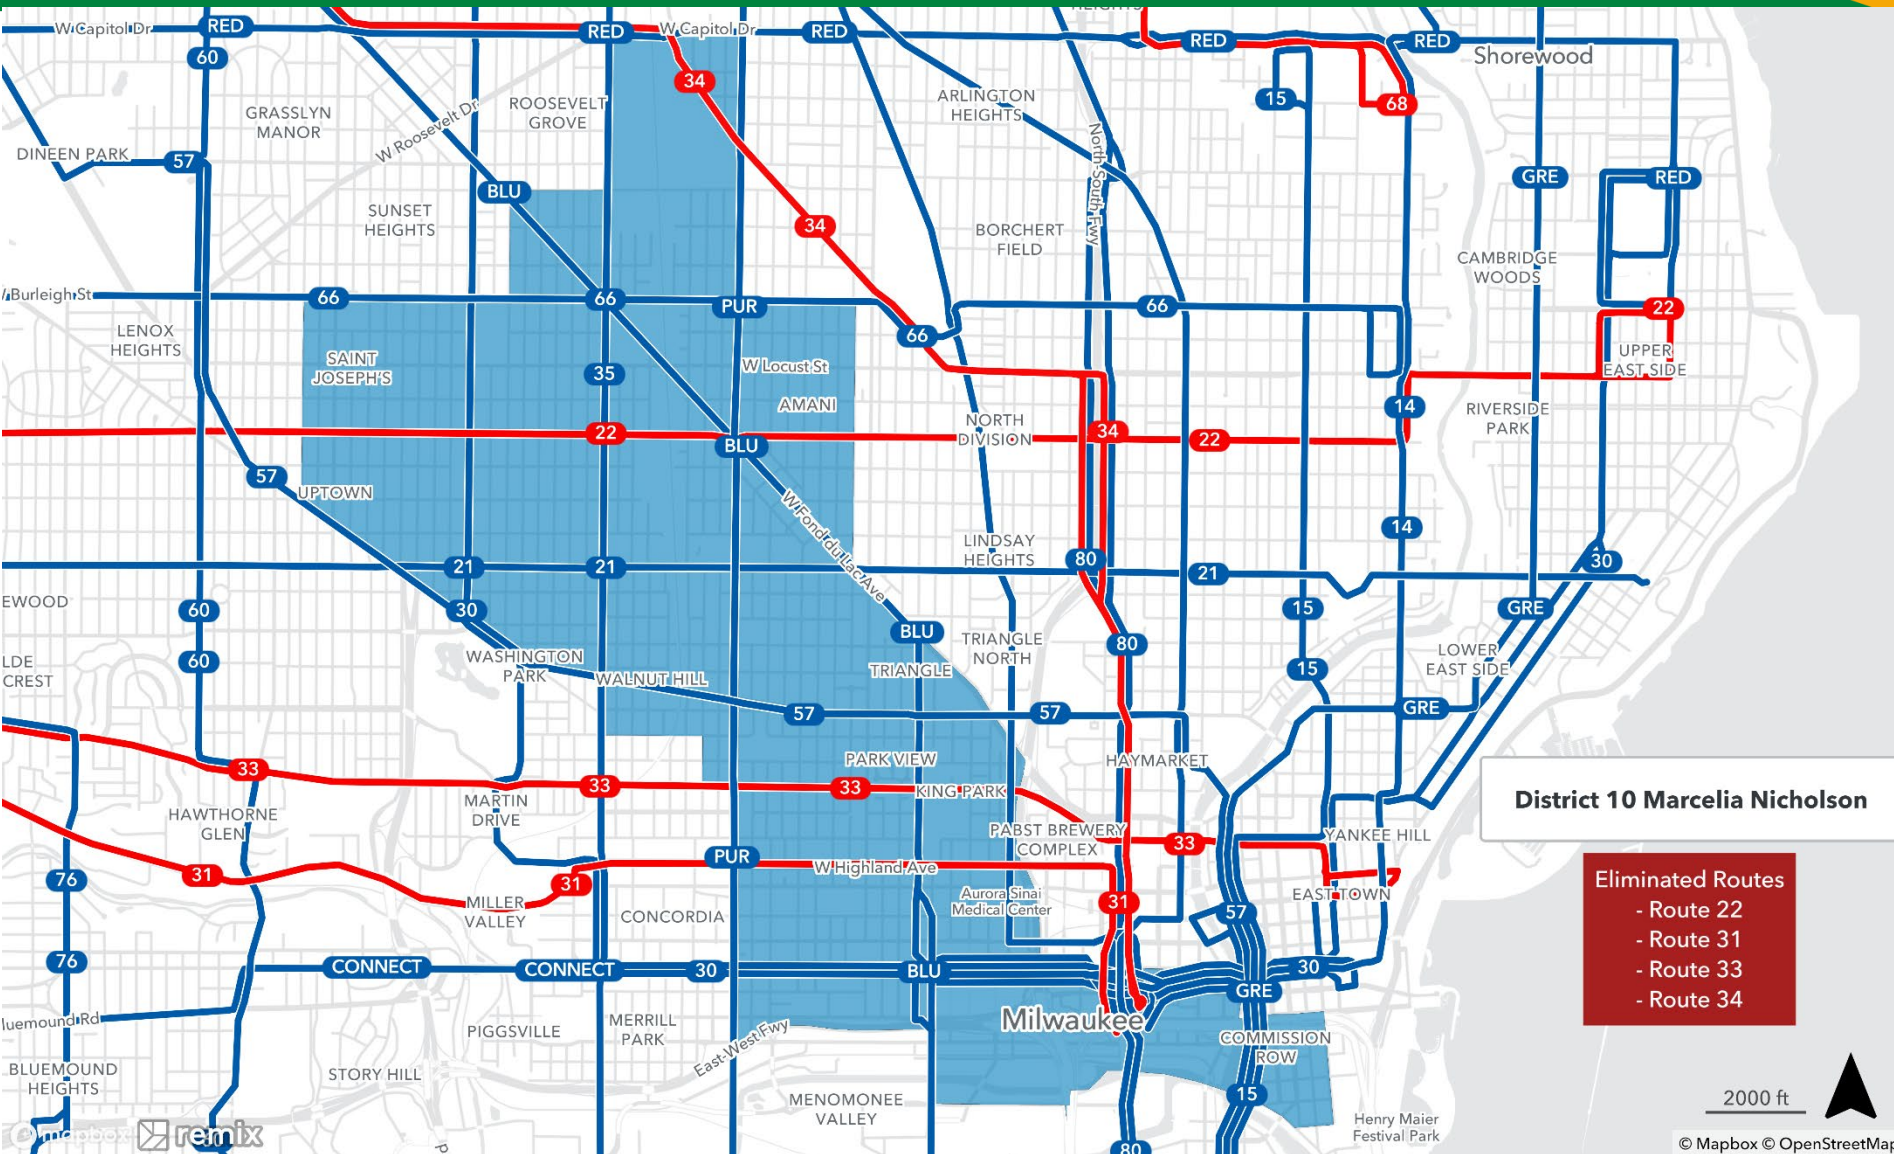 HEIGHTS
W Capitol Dr
RED
RED
W Capitol Dr
RED
RED
RED
Shorewood
60
34
15
68
GRASSLYN
MANOR
ROOSEVELT
GROVE
ARLINGTON
HEIGHTS
W Roosevelt Dr
North-South Fwy
DINEEN PARK
57
BLU
GRE
RED
SUNSET
HEIGHTS
34
BORCHERT
FIELD
CAMBRIDGE
WOODS
W Burleigh St
66
66
PUR
66
66
22
LENOX
HEIGHTS
SAINT
JOSEPH'S
35
W Locust St
UPPER
EAST SIDE
AMANI
14
RIVERSIDE
PARK
22
BLU
NORTH
DIVISION
34
22
57
UPTOWN
W Fond du Lac Ave
14
LINDSAY
HEIGHTS
80
21
21
21
30
EWOOD
60
30
15
GRE
BLU
80
TRIANGLE
NORTH
LDE
CREST
60
WASHINGTON
PARK
WALNUT HILL
TRIANGLE
15
LOWER
EAST SIDE
57
57
GRE
33
33
PARK VIEW
33
KING PARK
HAYMARKET
HAWTHORNE
GLEN
MARTIN
DRIVE
PABST BREWERY
COMPLEX
33
YANKEE HILL
District 10 Marcelia Nicholson
PUR
W Highland Ave
76
31
31
MILLER
VALLEY
CONCORDIA
Aurora Sinai
Medical Center
31
57
EAST TOWN
Eliminated Routes
- Route 22
- Route 31
- Route 33
- Route 34
76
CONNECT
CONNECT
30
BLU
30
GRE
luemound Rd
PIGGSVILLE
MERRILL
PARK
East-West Fwy
Milwaukee
COMMISSION
ROW
BLUEMOUND
HEIGHTS
STORY HILL
MENOMONEE
VALLEY
15
2000 ft
Henry Maier
Festival Park
mapbox
remix
80
© Mapbox © OpenStreetMap